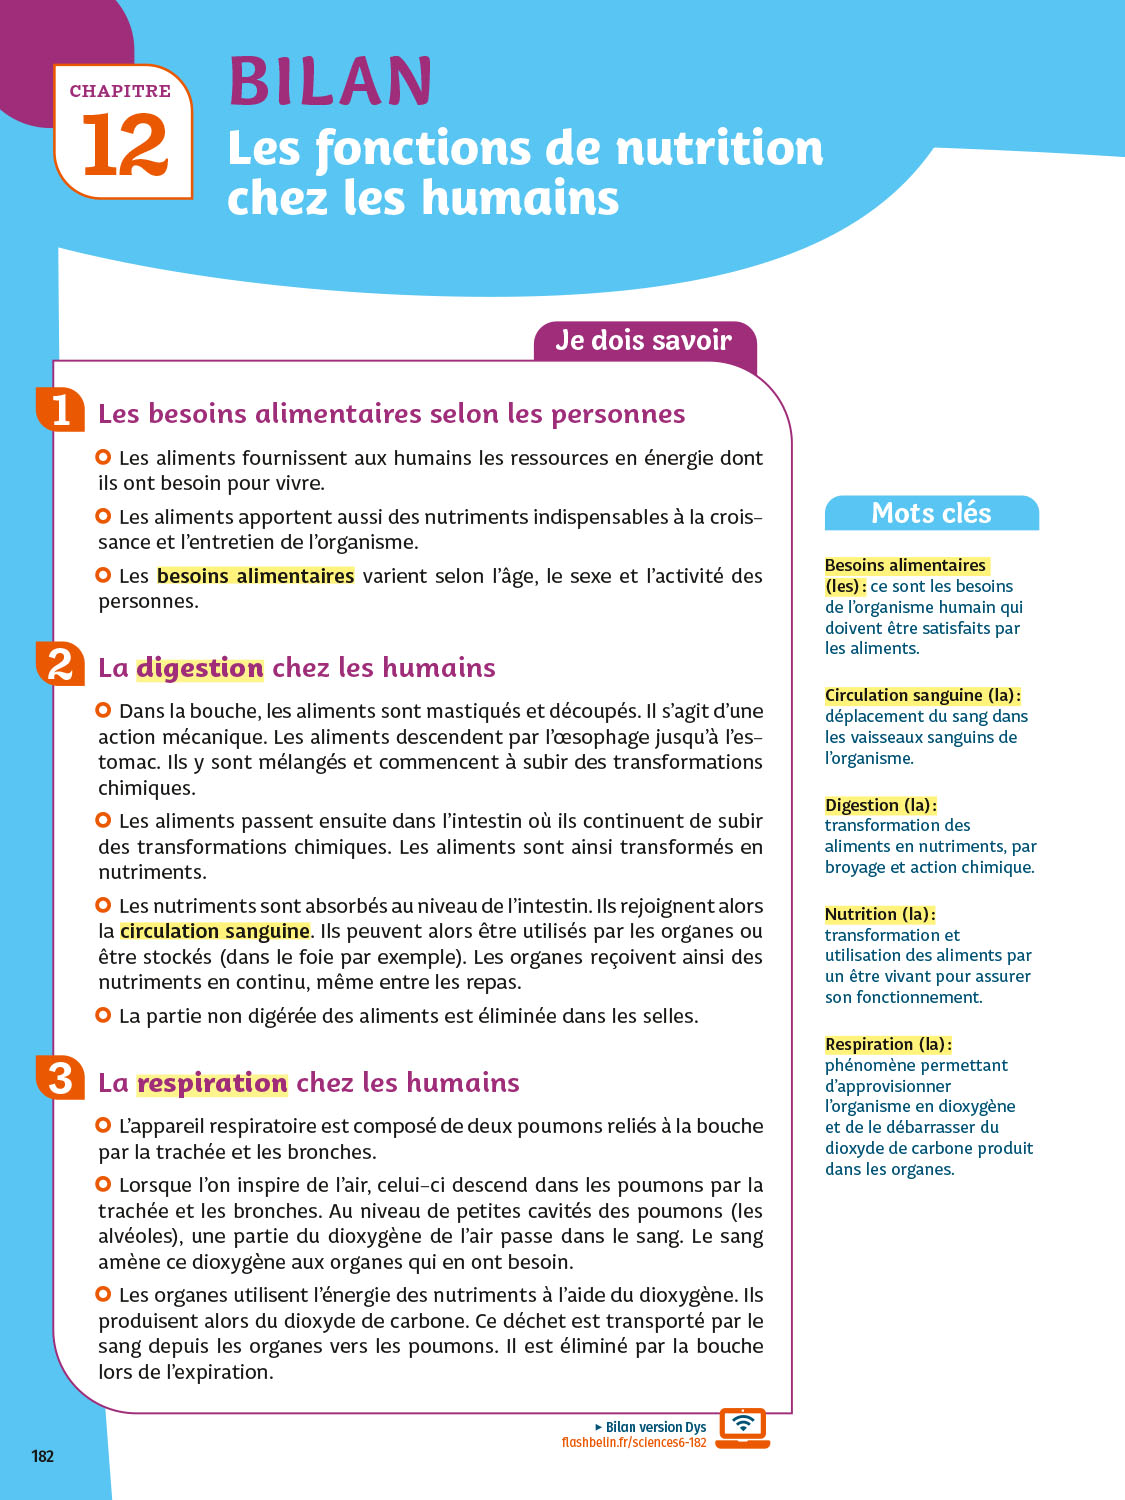 CHAPITRE
12
BILAN
Les fonctions de nutrition
chez les humains
Je dois savoir
1
Les besoins alimentaires selon les personnes
Les aliments fournissent aux humains les ressources en énergie dont
ils ont besoin pour vivre.
Les aliments apportent aussi des nutriments indispensables à la crois-
sance et l'entretien de l'organisme.
Les besoins alimentaires varient selon l'âge, le sexe et l'activité des
personnes.
2
La digestion chez les humains
Dans la bouche, les aliments sont mastiqués et découpés. Il s'agit d'une
action mécanique. Les aliments descendent par l'œsophage jusqu'à l'es-
tomac. Ils y sont mélangés et commencent à subir des transformations
chimiques.
Les aliments passent ensuite dans l'intestin où ils continuent de subir
des transformations chimiques. Les aliments sont ainsi transformés en
nutriments.
Les nutriments sont absorbés au niveau de l'intestin. Ils rejoignent alors
la circulation sanguine. Ils peuvent alors être utilisés par les organes ou
être stockés (dans le foie par exemple). Les organes reçoivent ainsi des
nutriments en continu, même entre les repas.
La partie non digérée des aliments est éliminée dans les selles.
3
La respiration chez les humains
L'appareil respiratoire est composé de deux poumons reliés à la bouche
par la trachée et les bronches.
Lorsque l'on inspire de l'air, celui-ci descend dans les poumons par la
trachée et les bronches. Au niveau de petites cavités des poumons (les
alvéoles), une partie du dioxygène de l'air passe dans le sang. Le sang
amène ce dioxygène aux organes qui en ont besoin.
Les organes utilisent l'énergie des nutriments à l'aide du dioxygène. Ils
produisent alors du dioxyde de carbone. Ce déchet est transporté par le
sang depuis les organes vers les poumons. Il est éliminé par la bouche
lors de l'expiration.
Mots clés
Besoins alimentaires
(les) : ce sont les besoins
de l'organisme humain qui
doivent être satisfaits par
les aliments.
Circulation sanguine (la) :
déplacement du sang dans
les vaisseaux sanguins de
l'organisme.
Digestion (la) :
transformation des
aliments en nutriments, par
broyage et action chimique.
Nutrition (la) :
transformation et
utilisation des aliments par
un être vivant pour assurer
son fonctionnement.
Respiration (la) :
phénomène permettant
d'approvisionner
l'organisme en dioxygène
et de le débarrasser du
dioxyde de carbone produit
dans les organes.
▸ Bilan version Dys
flashbelin.fr/sciences6-182
182